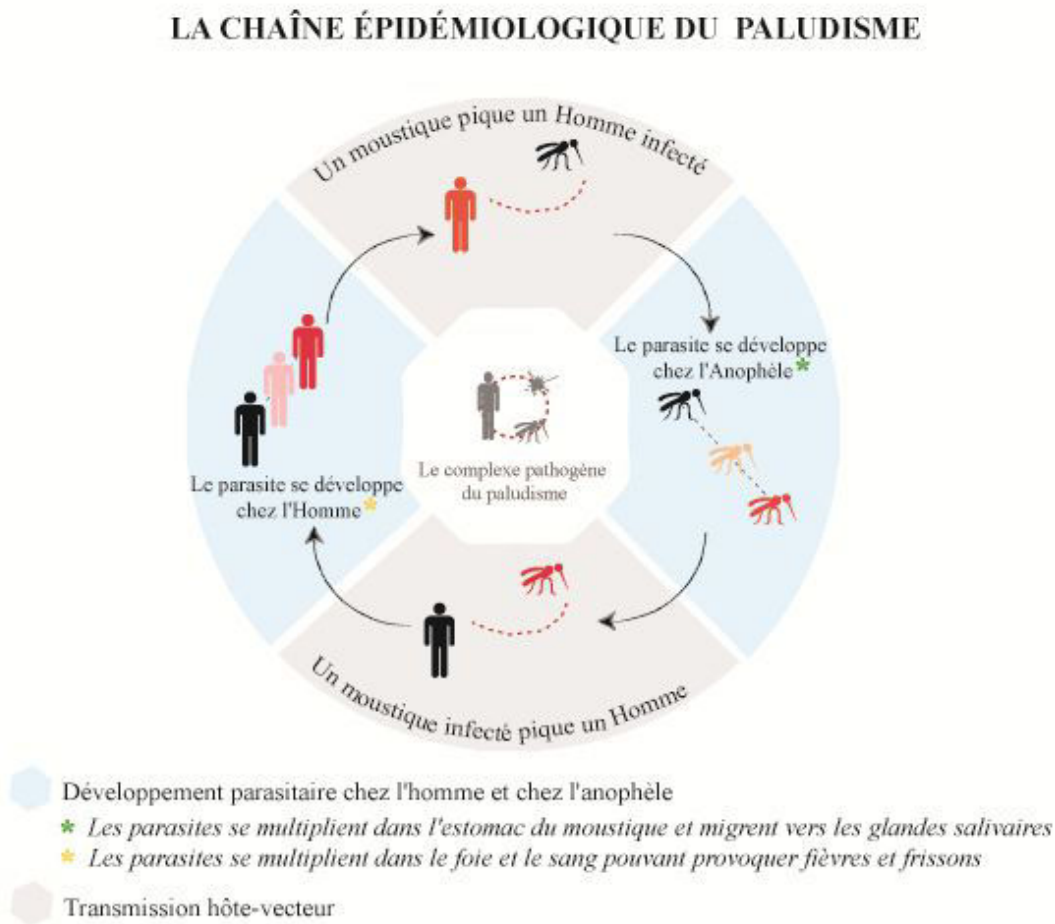 LA CHAÎNE ÉPIDÉMIOLOGIQUE DU PALUDISME
Un moustique pique un Homme infecté
Le parasite se développe
chez l'Anophèle*
Le complexe pathogène
du paludisme
Le parasite se développe
chez l'Homme*
Un moustique infecté pique un Homme
Développement parasitaire chez l'homme et chez l'anophèle
* Les parasites se multiplient dans l'estomac du moustique et migrent vers les glandes salivaires
* Les parasites se multiplient dans le foie et le sang pouvant provoquer fièvres et frissons
Transmission hôte-vecteur